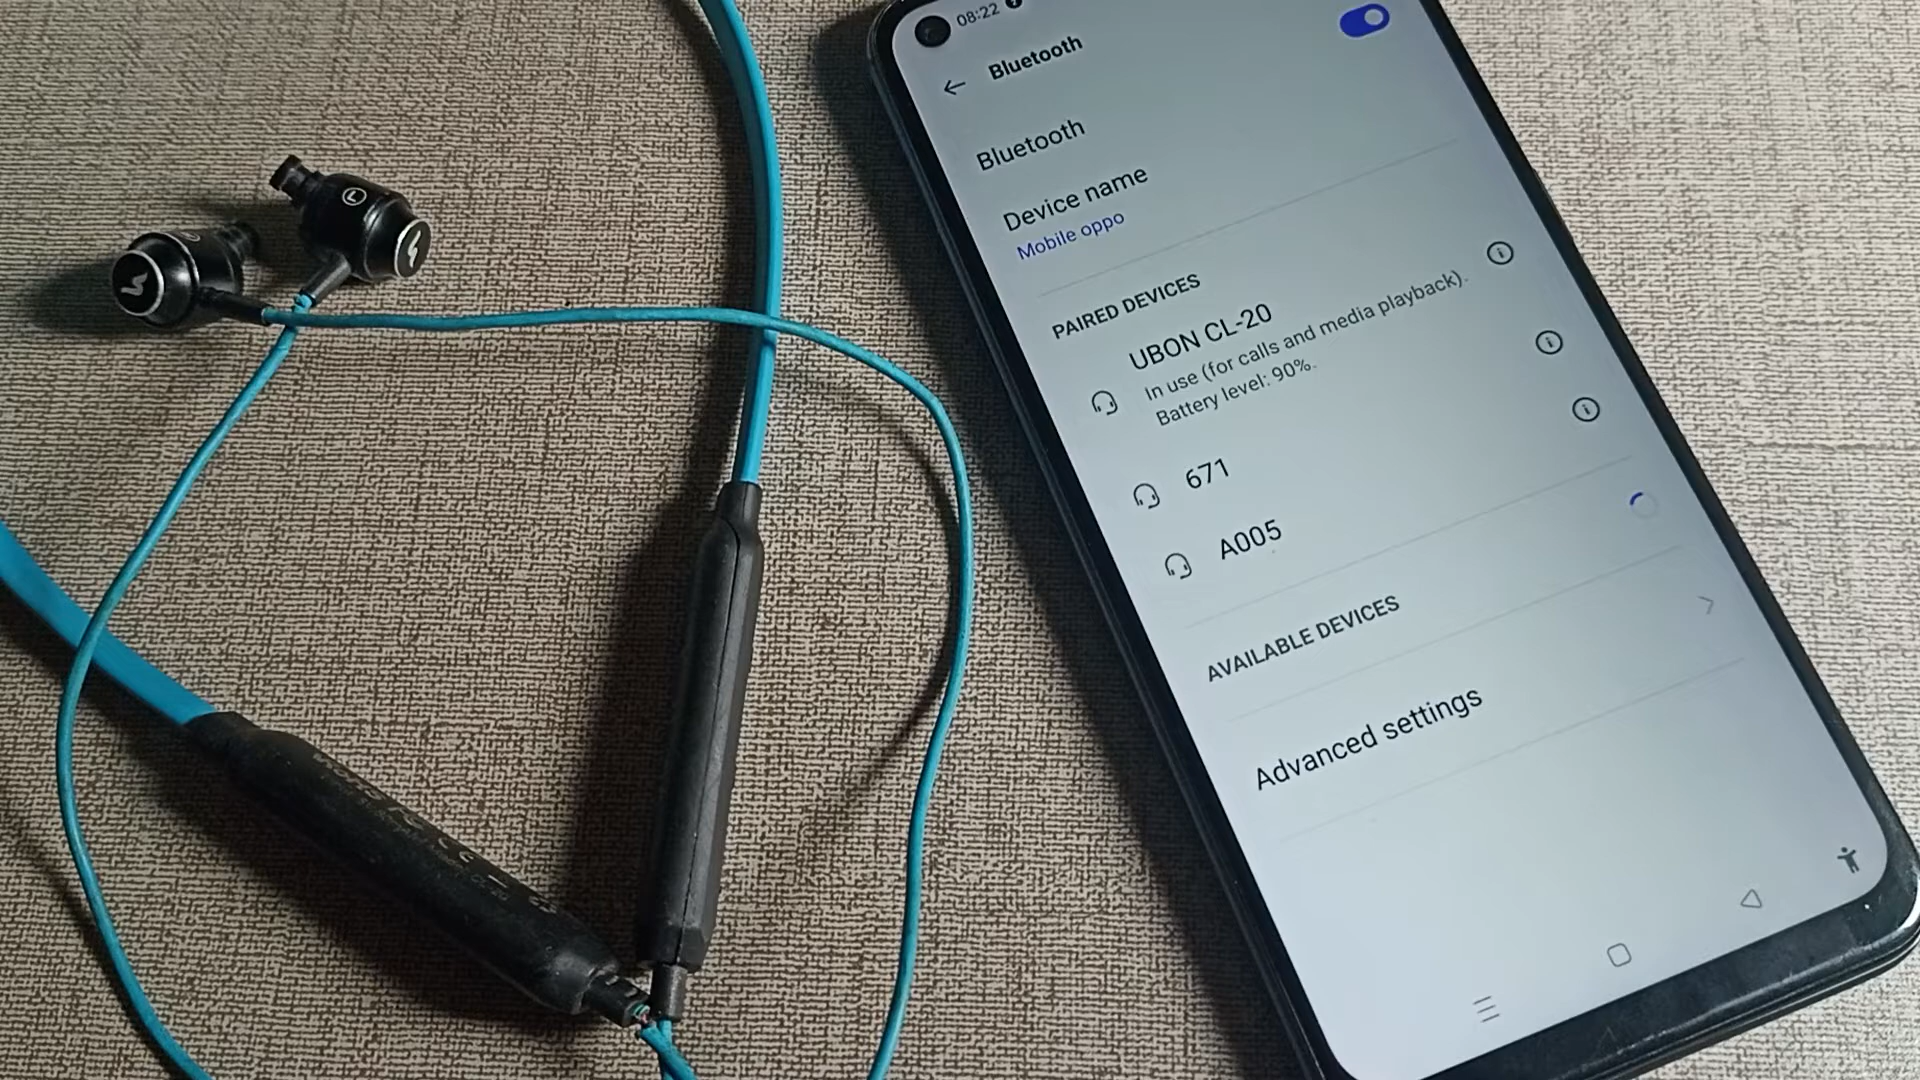 08:22
Bluetooth
Bluetooth
Device name
Mobile oppo
PAIRED DEVICES
UBON CL-20
In use (for calls and media playback).
Battery level: 90%.
671
A005
AVAILABLE DEVICES
Advanced settings
L